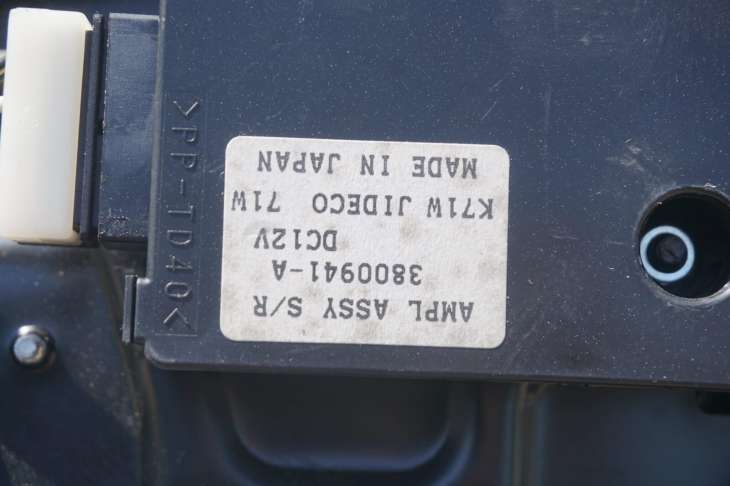 AMPL ASSY S/R
3800941-A
DC12V
K71W JIDECO 71W
MADE IN JAPAN
>PP-TD40<